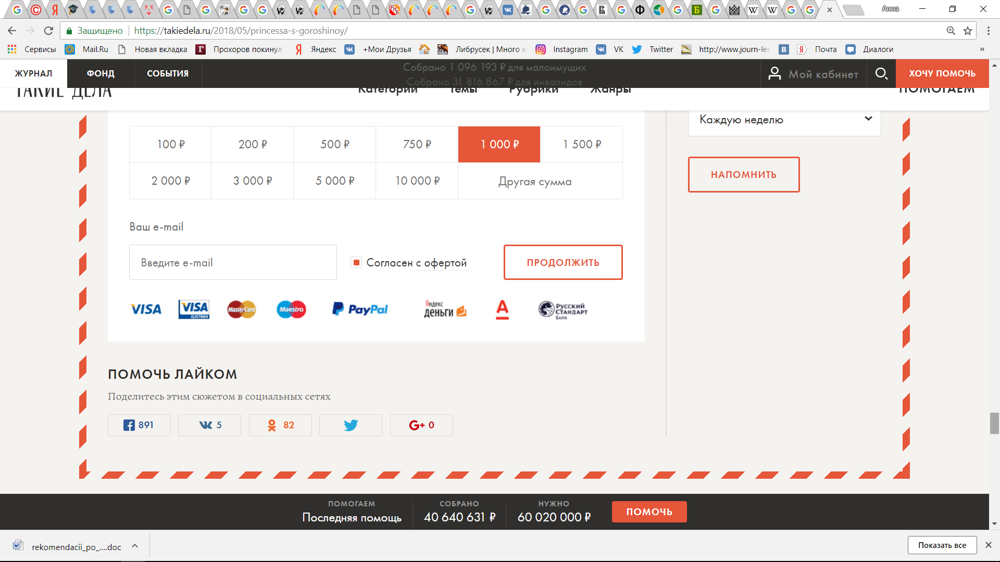 Анна
Защищено
https://takiedela.ru/2018/05/princessa-s-goroshinoy/
Сервисы
Mail.Ru
Новая вкладка
Прохоров покинул
Яндекс
+Мои Друзья
Либрусек | Много к
Instagram
VK
Twitter
http://www.journ-les
Почта
Диалоги
»
ЖУРНАЛ
ФОНД
СОБЫТИЯ
Собрано 1 096 193 ₽ для малоимущих
Собрано 31 816 867 ₽ для инвалидов
Мой кабинет
ХОЧУ ПОМОЧЬ
ТАКИЕ ДЕЛА
Категории
Темы
Рубрики
Жанры
ПОМОГАЕМ
Каждую неделю
100 ₽
200 ₽
500 ₽
750 ₽
1 000 ₽
1 500 ₽
НАПОМНИТЬ
2 000 ₽
3 000 ₽
5 000 ₽
10 000 ₽
Другая сумма
Ваш e-mail
Введите e-mail
Согласен с офертой
ПРОДОЛЖИТЬ
VISA
VISA ELECTRON
MasterCard
Maestro
PayPal
Яндекс деньги
А
РУССКИЙ СТАНДАРТ БАНК
ПОМОЧЬ ЛАЙКОМ
Поделитесь этим сюжетом в социальных сетях
891
5
82
G+ 0
ПОМОГАЕМ
Последняя помощь
СОБРАНО
40 640 631 ₽
НУЖНО
60 020 000 ₽
ПОМОЧЬ
rekomendacii_po_....doc
Показать все